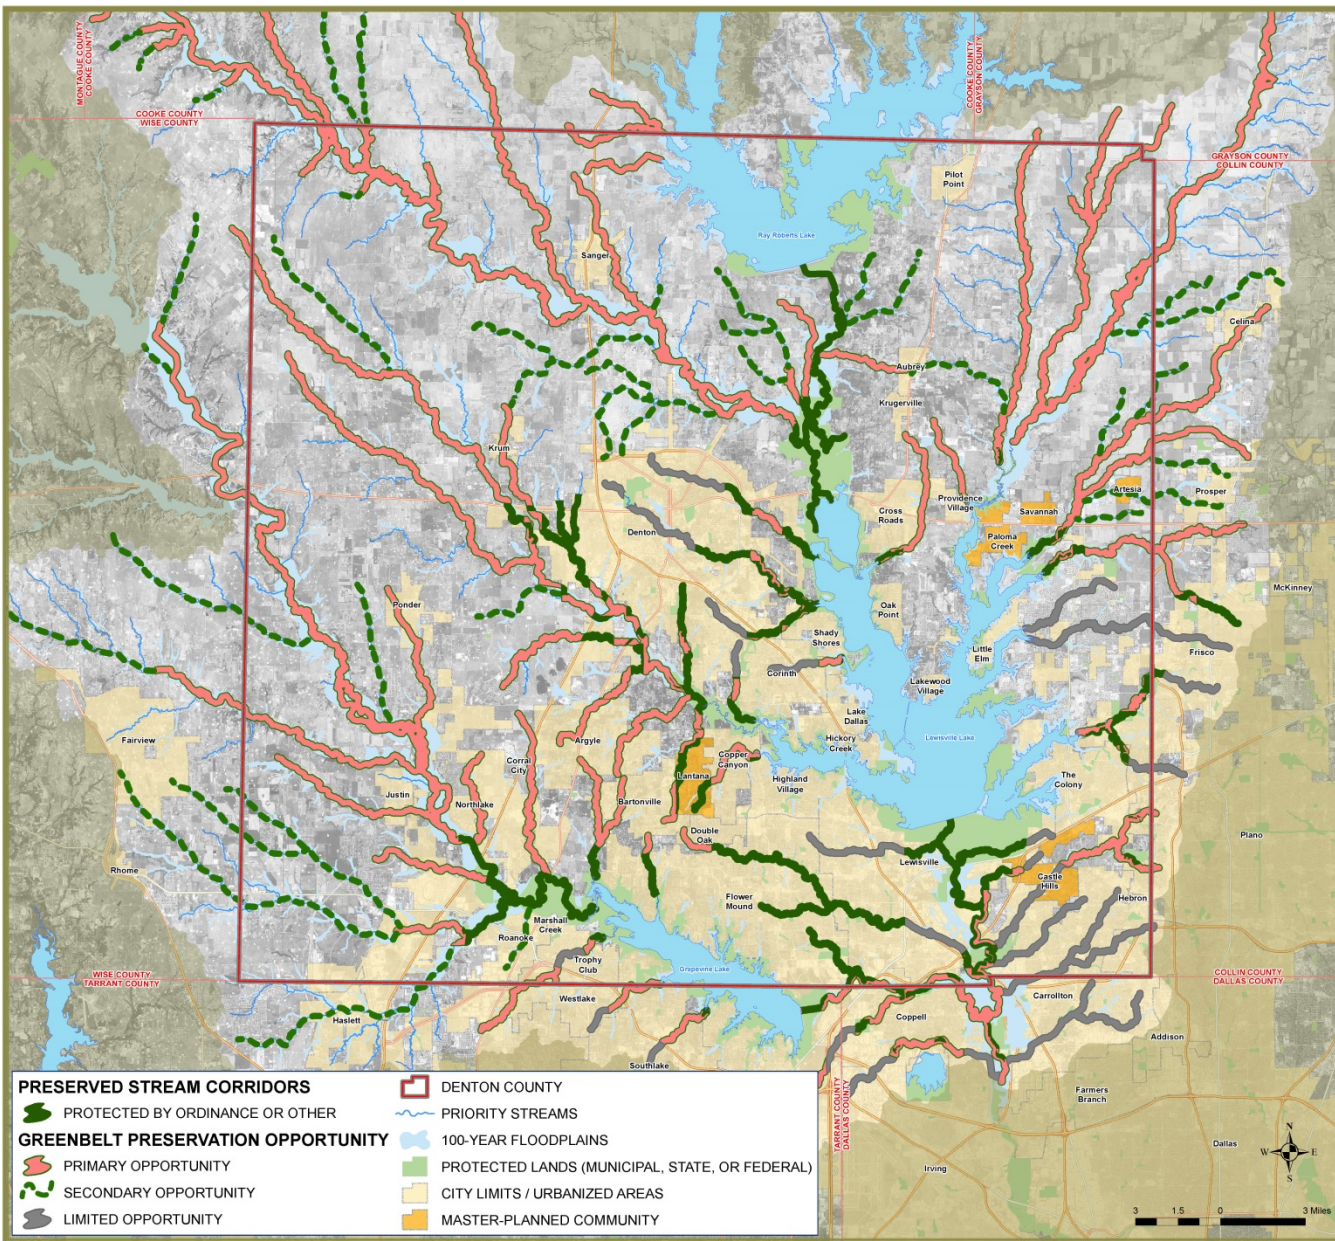 MONTAGUE COUNTY
COOKE COUNTY
COOKE COUNTY
WISE COUNTY
COOKE COUNTY
GRAYSON COUNTY
GRAYSON COUNTY
COLLIN COUNTY
Pilot
Point
Ray Roberts Lake
Sanger
Celina
Aubrey
Krugerville
Krum
Providence
Village
Artesia
Prosper
Savannah
Cross
Roads
Denton
Paloma
Creek
McKinney
Ponder
Oak
Point
Shady
Shores
Little
Elm
Frisco
Corinth
Lakewood
Village
Lake
Dallas
Hickory
Creek
Lewisville Lake
Fairview
Argyle
Corral
City
Copper
Canyon
Lantana
Highland
Village
The
Colony
Justin
Northlake
Bartonville
Double
Oak
Plano
Lewisville
Rhome
Castle
Hills
Hebron
Flower
Mound
Marshall
Creek
Roanoke
Trophy
Club
Grapevine Lake
WISE COUNTY
TARRANT COUNTY
COLLIN COUNTY
DALLAS COUNTY
Westlake
Carrollton
Haslett
Coppell
Addison
Southlake
Farmers
Branch
TARRANT COUNTY
DALLAS COUNTY
Dallas
Irving
PRESERVED STREAM CORRIDORS
PROTECTED BY ORDINANCE OR OTHER
GREENBELT PRESERVATION OPPORTUNITY
PRIMARY OPPORTUNITY
SECONDARY OPPORTUNITY
LIMITED OPPORTUNITY
DENTON COUNTY
PRIORITY STREAMS
100-YEAR FLOODPLAINS
PROTECTED LANDS (MUNICIPAL, STATE, OR FEDERAL)
CITY LIMITS / URBANIZED AREAS
MASTER-PLANNED COMMUNITY
N
W E
S
3 1.5 0 3 Miles